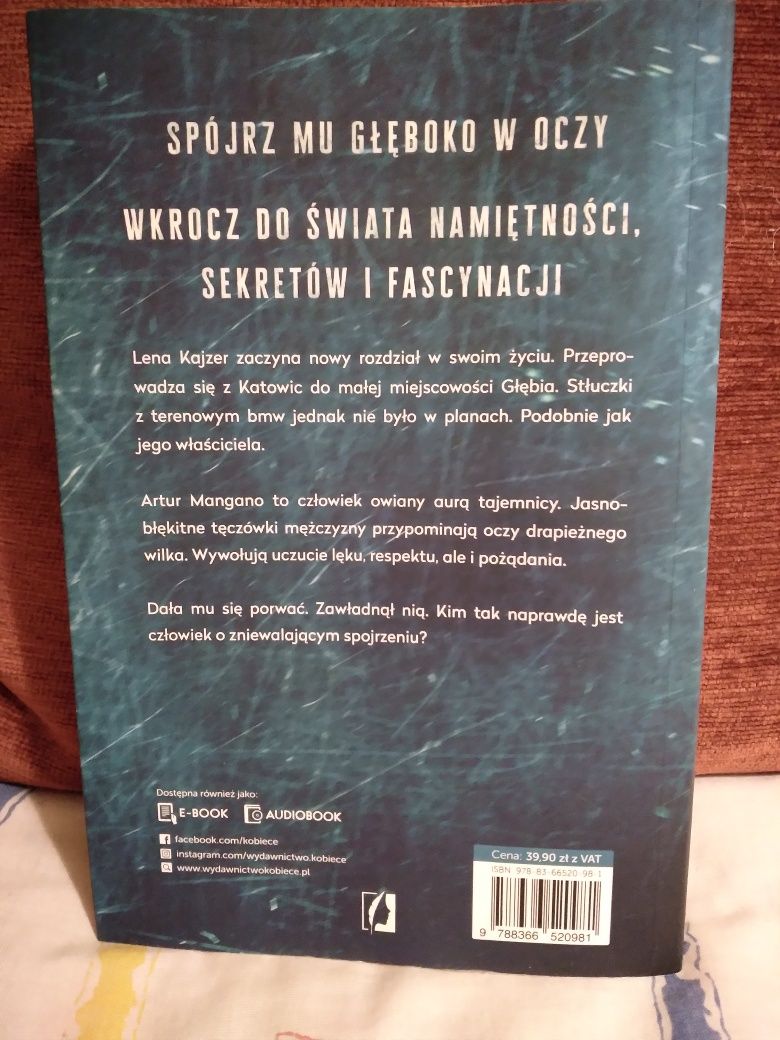 SPÓJRZ MU GŁĘBOKO W OCZY
WKROCZ DO ŚWIATA NAMIĘTNOŚCI,
SEKRETÓW I FASCYNACJI
Lena Kajzer zaczyna nowy rozdział w swoim życiu. Przepro-
wadza się z Katowic do małej miejscowości Głębia. Stłuczki
z terenowym bmw jednak nie było w planach. Podobnie jak
jego właściciela.
Artur Mangano to człowiek owiany aurą tajemnicy. Jasno-
błękitne tęczówki mężczyzny przypominają oczy drapieżnego
wilka. Wywołują uczucie lęku, respektu, ale i pożądania.
Dała mu się porwać. Zawładnął nią. Kim tak naprawdę jest
człowiek o zniewalającym spojrzeniu?
Dostępna również jako:
E-BOOK AUDIOBOOK
facebook.com/kobiece
instagram.com/wydawnictwo.kobiece
www.wydawnictwokobiece.pl
Cena: 39,90 zł z VAT
ISBN 978-83-66520-98-1
9 788366 520981